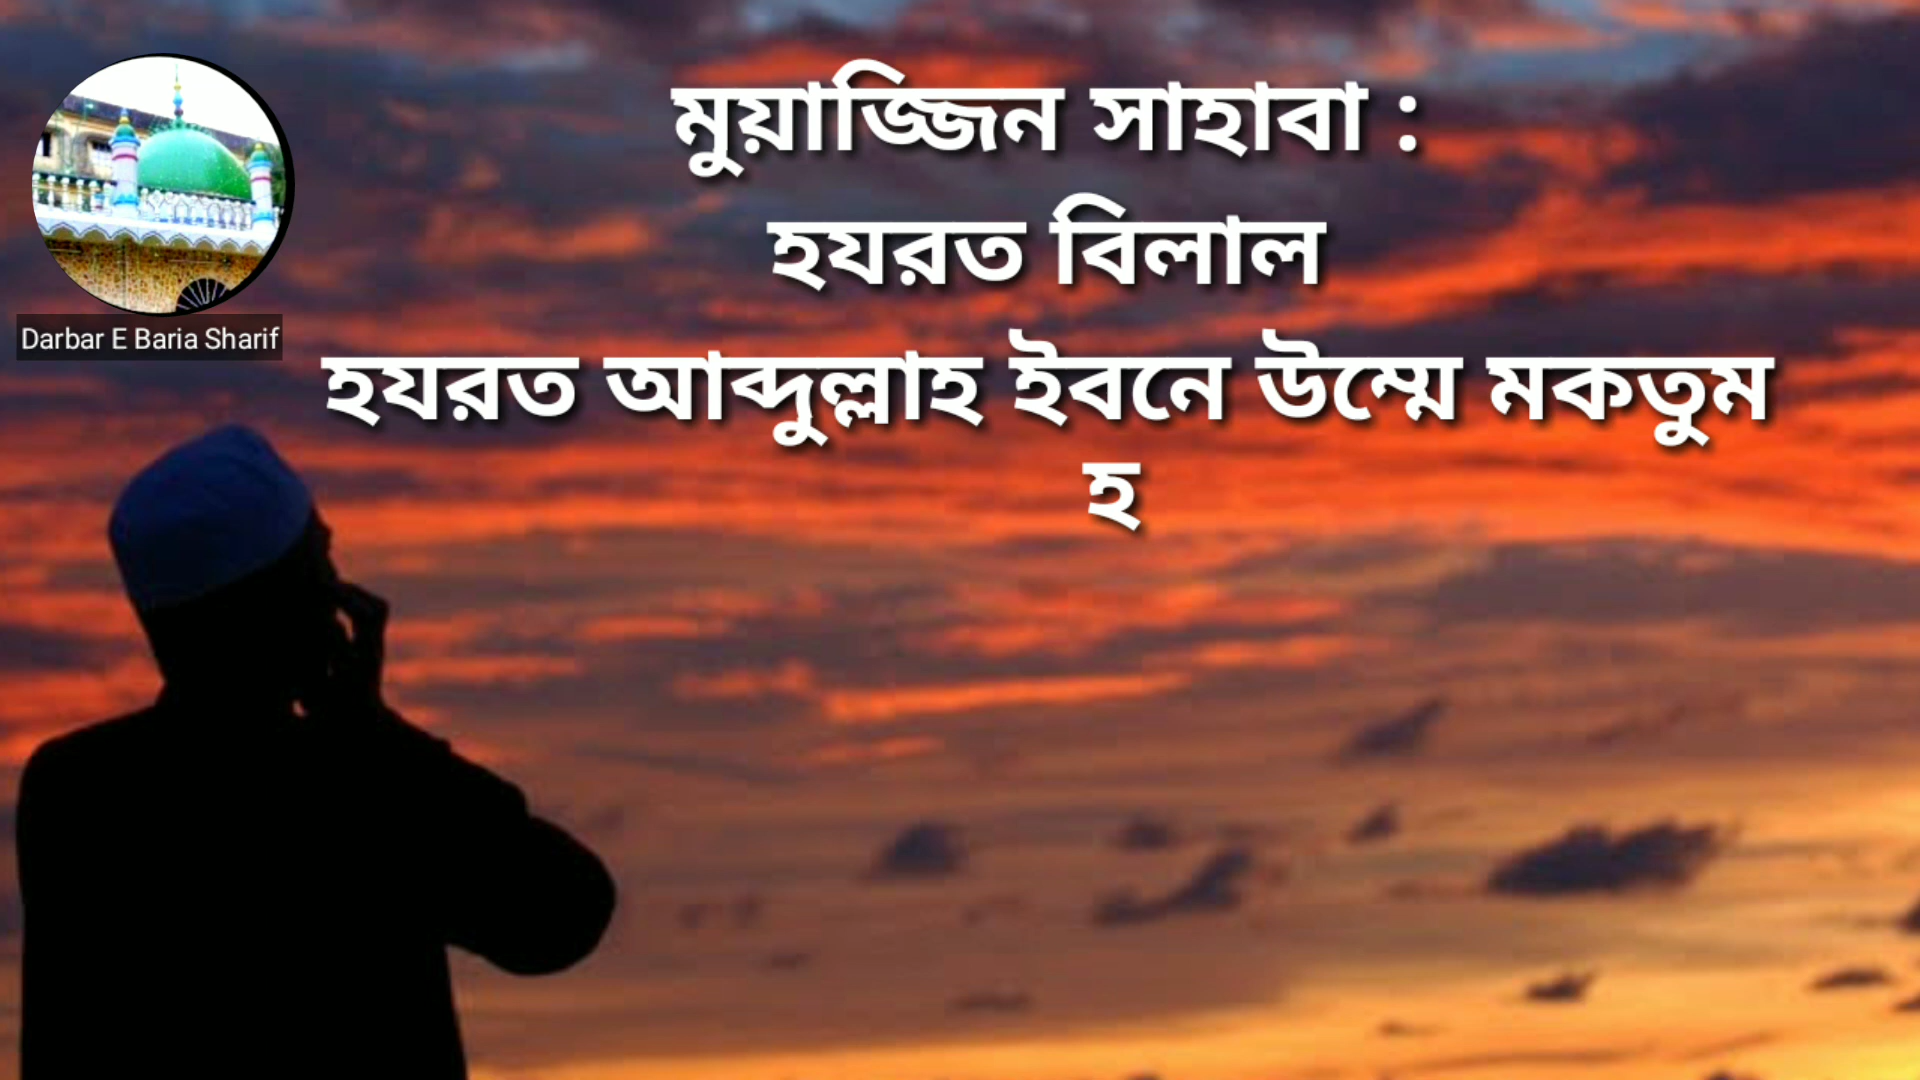 মুয়াজ্জিন সাহাবা :
হযরত বিলাল
Darbar E Baria Sharif
হযরত আব্দুল্লাহ ইবনে উম্মে মকতুম
হ